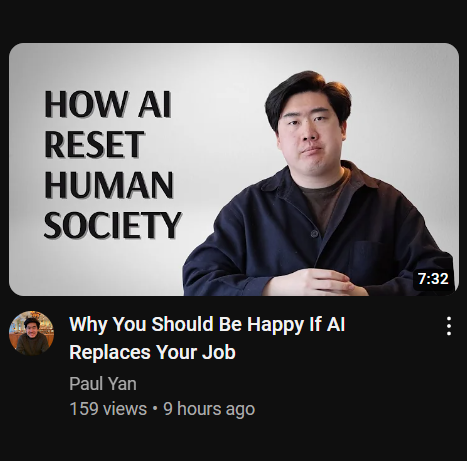 HOW AI
RESET
HUMAN
SOCIETY
7:32
Why You Should Be Happy If AI
Replaces Your Job
Paul Yan
159 views • 9 hours ago